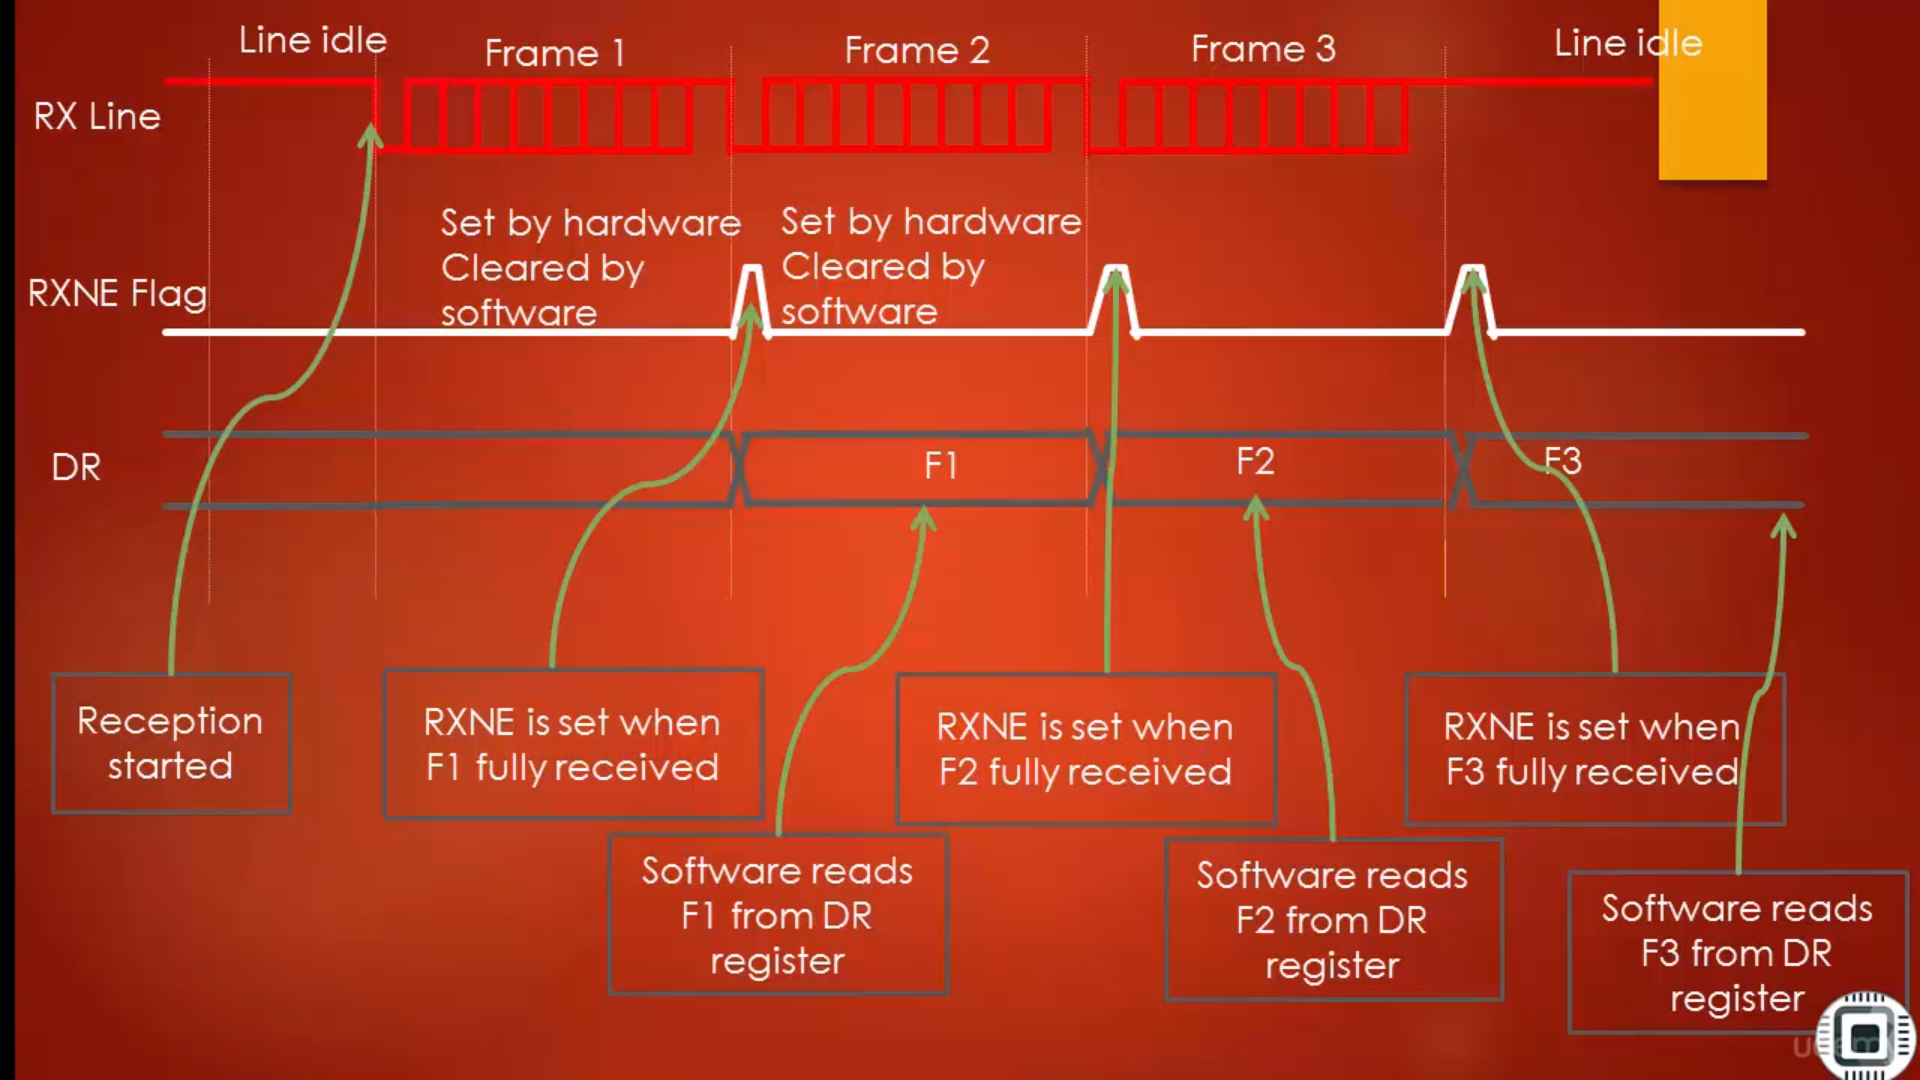 Line idle
Frame 1
Frame 2
Frame 3
Line idle
RX Line
Set by hardware
Cleared by
software
Set by hardware
Cleared by
software
RXNE Flag
DR
F1
F2
F3
Reception
started
RXNE is set when
F1 fully received
RXNE is set when
F2 fully received
RXNE is set when
F3 fully received
Software reads
F1 from DR
register
Software reads
F2 from DR
register
Software reads
F3 from DR
register